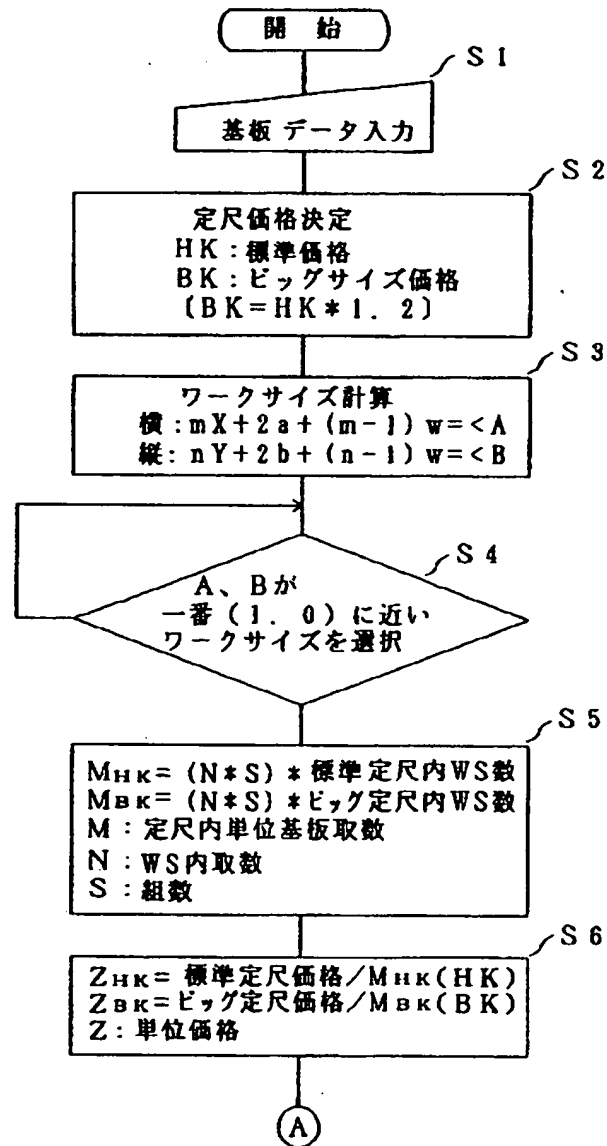 開 始
S1
基板データ入力
S2
定尺価格決定
HK:標準価格
BK:ビッグサイズ価格
(BK=HK*1.2)
S3
ワークサイズ計算
横:mX+2a+(m-1)w=<A
縦:nY+2b+(n-1)w=<B
S4
A、Bが
一番(1.0)に近い
ワークサイズを選択
S5
MHK=(N*S)*標準定尺内WS数
MBK=(N*S)*ビッグ定尺内WS数
M:定尺内単位基板取数
N:WS内取数
S:組数
S6
ZHK=標準定尺価格/MHK(HK)
ZBK=ビッグ定尺価格/MBK(BK)
Z:単位価格
A